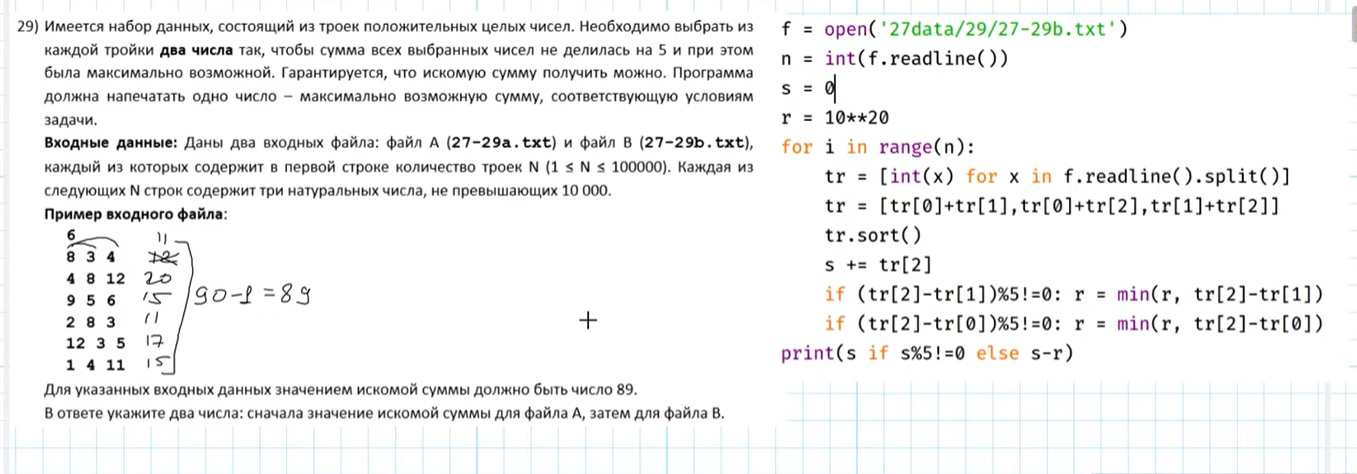 29) Имеется набор данных, состоящий из троек положительных целых чисел. Необходимо выбрать из
каждой тройки два числа так, чтобы сумма всех выбранных чисел не делилась на 5 и при этом
была максимально возможной. Гарантируется, что искомую сумму получить можно. Программа
должна напечатать одно число – максимально возможную сумму, соответствующую условиям
задачи.
Входные данные: Даны два входных файла: файл A (27-29a.txt) и файл B (27-29b.txt),
каждый из которых содержит в первой строке количество троек N (1 ≤ N ≤ 100000). Каждая из
следующих N строк содержит три натуральных числа, не превышающих 10 000.
Пример входного файла:
6
8 3 4 12 11
4 8 12 20
9 5 6 15
2 8 3 11
12 3 5 17
1 4 11 15
90-1=89
Для указанных входных данных значением искомой суммы должно быть число 89.
В ответе укажите два числа: сначала значение искомой суммы для файла A, затем для файла B.
f = open('27data/29/27-29b.txt')
n = int(f.readline())
s = 0
r = 10**20
for i in range(n):
    tr = [int(x) for x in f.readline().split()]
    tr = [tr[0]+tr[1],tr[0]+tr[2],tr[1]+tr[2]]
    tr.sort()
    s += tr[2]
    if (tr[2]-tr[1])%5!=0: r = min(r, tr[2]-tr[1])
    if (tr[2]-tr[0])%5!=0: r = min(r, tr[2]-tr[0])
print(s if s%5!=0 else s-r)